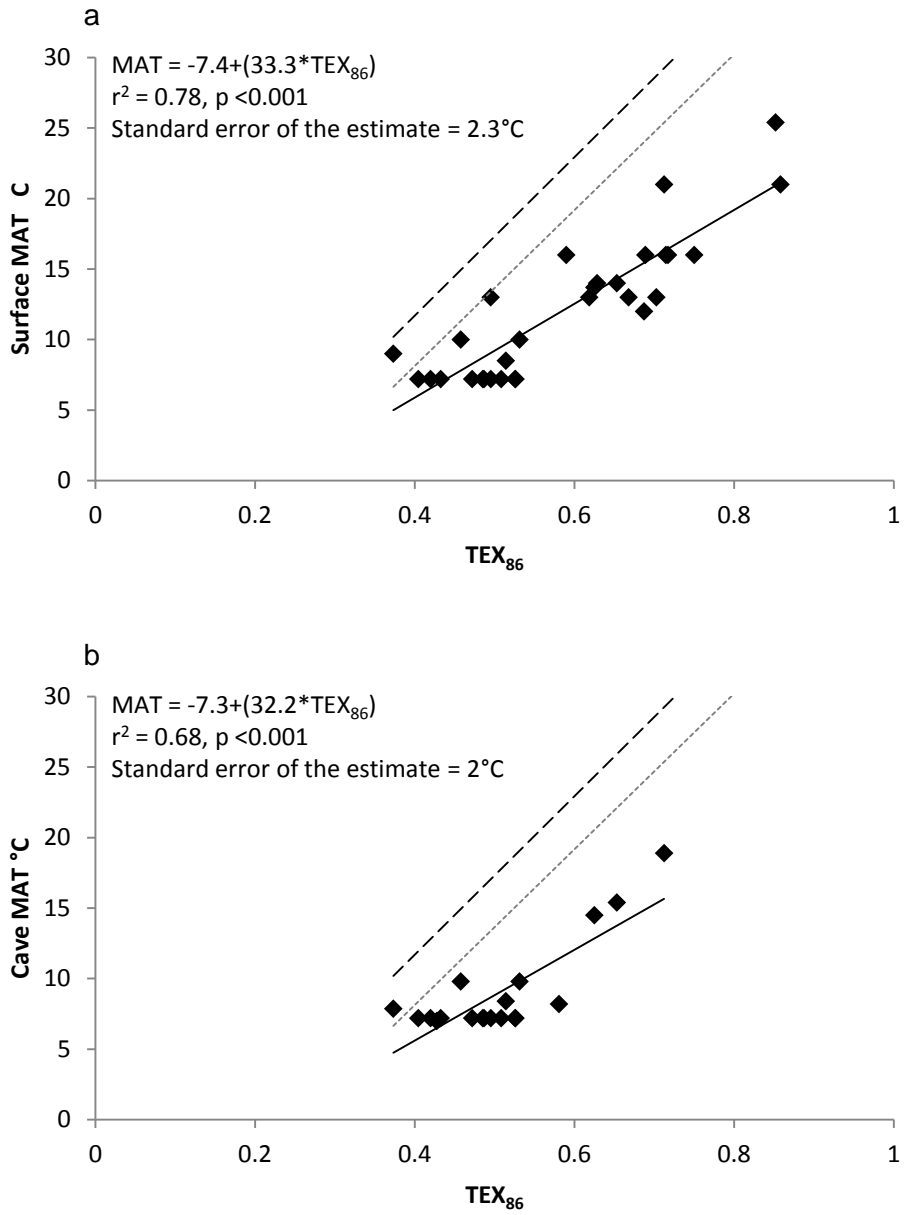 a
MAT = -7.4+(33.3*TEX₈₆)
r² = 0.78, p <0.001
Standard error of the estimate = 2.3°C
30
25
20
15
10
5
0
Surface MAT C
0 0.2 0.4 0.6 0.8 1
TEX₈₆
b
MAT = -7.3+(32.2*TEX₈₆)
r² = 0.68, p <0.001
Standard error of the estimate = 2°C
30
25
20
15
10
5
0
Cave MAT °C
0 0.2 0.4 0.6 0.8 1
TEX₈₆